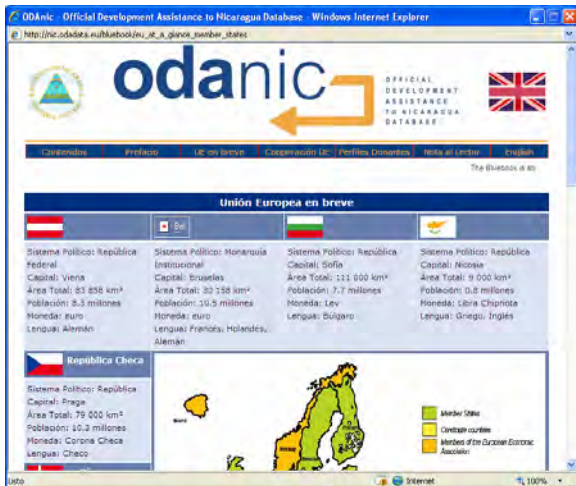 ODAnic - Official Development Assistance to Nicaragua Database - Windows Internet Explorer
http://nic.odadata.eu/bluebook/eu_at_a_glance_member_states
odanic
OFFICIAL
DEVELOPMENT
ASSISTANCE
TO NICARAGUA
DATABASE
Contenidos Prefacio UE en breve Cooperación UE Perfiles Donantes Nota al Lector English
The Bluebook is as
Unión Europea en breve
Bel
Sistema Político: República
Federal
Capital: Viena
Área Total: 83 858 km²
Población: 8.3 millones
Moneda: euro
Lengua: Alemán
Sistema Político: Monarquía
Institucional
Capital: Bruselas
Área Total: 30 158 km²
Población: 10.5 millones
Moneda: euro
Lengua: Francés, Holandés,
Alemán
Sistema Político: República
Capital: Sofía
Área Total: 111 000 km²
Población: 7.7 millones
Moneda: Lev
Lengua: Búlgaro
Sistema Político: República
Capital: Nicosia
Área Total: 9 000 km²
Población: 0.8 millones
Moneda: Libra Chipriota
Lengua: Griego, Inglés
República Checa
Sistema Político: República
Capital: Praga
Área Total: 79 000 km²
Población: 10.3 millones
Moneda: Corona Checa
Lengua: Checo
Member States
Candidate countries
Members of the European Economic
Association
Listo
Internet
100%